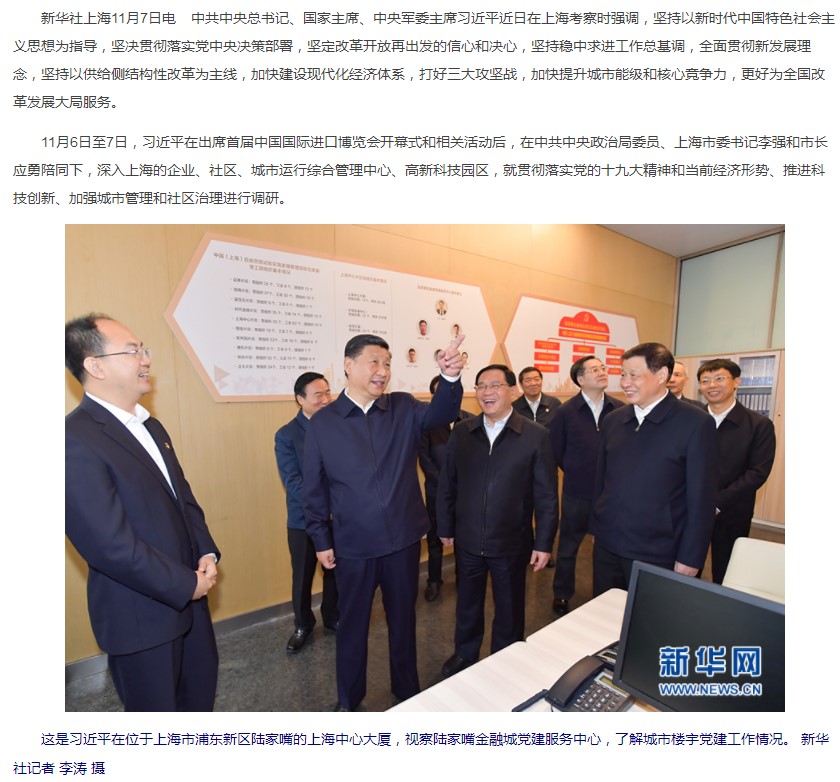 新华社上海11月7日电　中共中央总书记、国家主席、中央军委主席习近平近日在上海考察时强调，坚持以新时代中国特色社会主
义思想为指导，坚决贯彻落实党中央决策部署，坚定改革开放再出发的信心和决心，坚持稳中求进工作总基调，全面贯彻新发展理
念，坚持以供给侧结构性改革为主线，加快建设现代化经济体系，打好三大攻坚战，加快提升城市能级和核心竞争力，更好为全国改
革发展大局服务。
11月6日至7日，习近平在出席首届中国国际进口博览会开幕式和相关活动后，在中共中央政治局委员、上海市委书记李强和市长
应勇陪同下，深入上海的企业、社区、城市运行综合管理中心、高新科技园区，就贯彻落实党的十九大精神和当前经济形势、推进科
技创新、加强城市管理和社区治理进行调研。
新华网
WWW.NEWS.CN
这是习近平在位于上海市浦东新区陆家嘴的上海中心大厦，视察陆家嘴金融城党建服务中心，了解城市楼宇党建工作情况。 新华
社记者 李涛 摄